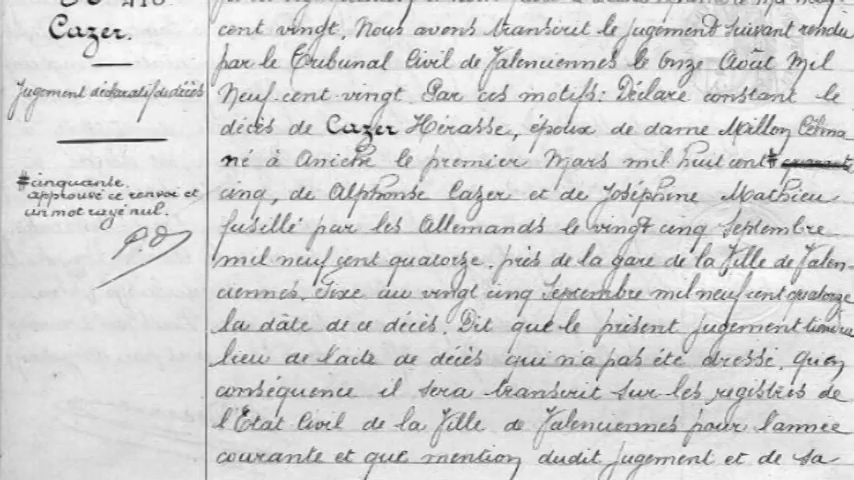 Cazer.
Jugement déclaratif de décès
#cinquante.
approuvé ce renvoi et
un mot rayé nul.
cent vingt, Nous avons transcrit le jugement suivant rendu
par le Tribunal Civil de Valenciennes le Onze Août Mil
Neuf cent vingt Par ces motifs: Déclare constant le
décès de Cazer Hérasse, époux de dame Millon Célina
né à Aniche le premier Mars mil huit cent # quarante
cinq, de Alphonse Cazer et de Joséphine Mathieu
fusillé par les Allemands le vingt cinq Septembre
mil neuf cent quatorze. près de la gare de la Ville de Valen-
ciennes. Fixe au vingt cinq Septembre mil neuf cent quatorze
la dâte de ce décès. Dit que le présent jugement tiendra
lieu de l'acte de décès qui n'a pas été dressé. Qu'en
conséquence il sera transcrit sur les registres de
l'Etat Civil de la Ville de Valenciennes pour l'année
courante et que mention dudit jugement et de sa